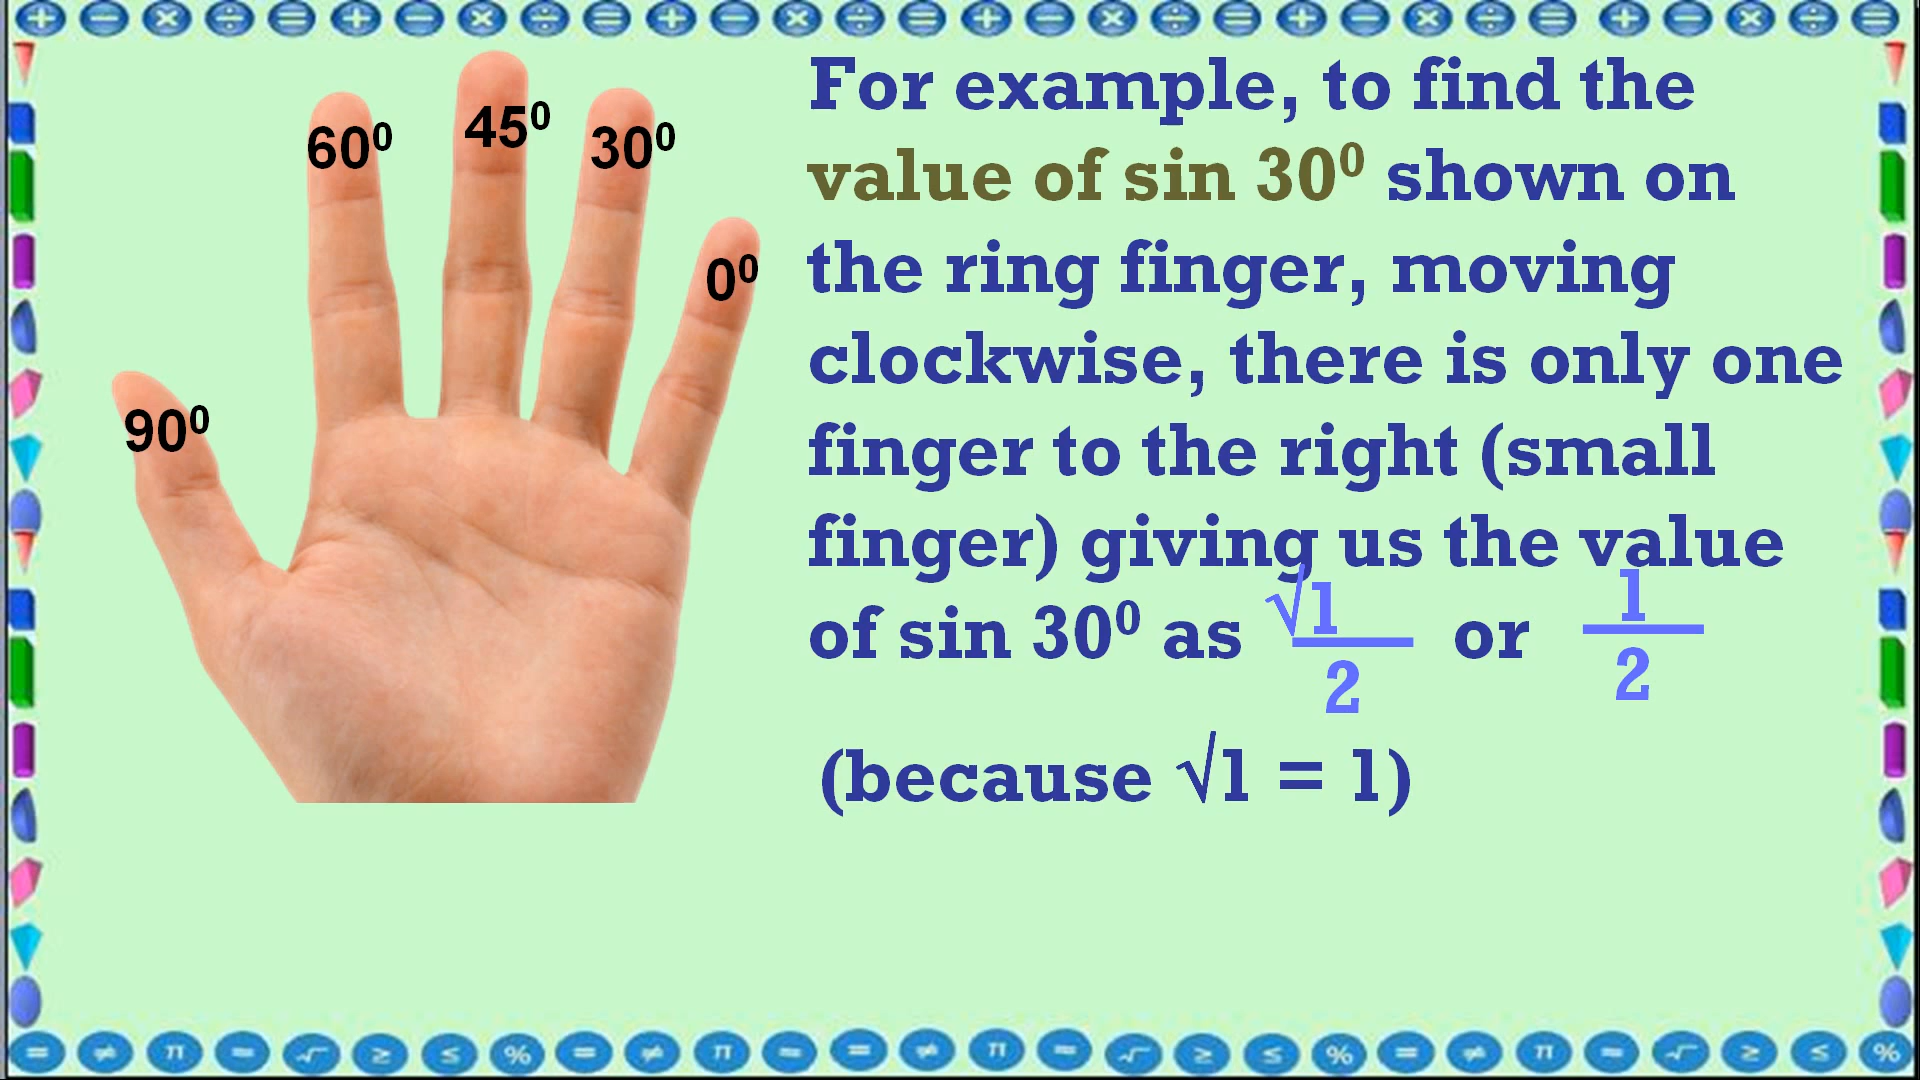 60⁰
45⁰
30⁰
0⁰
90⁰
For example, to find the
value of sin 30⁰ shown on
the ring finger, moving
clockwise, there is only one
finger to the right (small
finger) giving us the value
of sin 30⁰ as √1/2 or 1/2
(because √1 = 1)